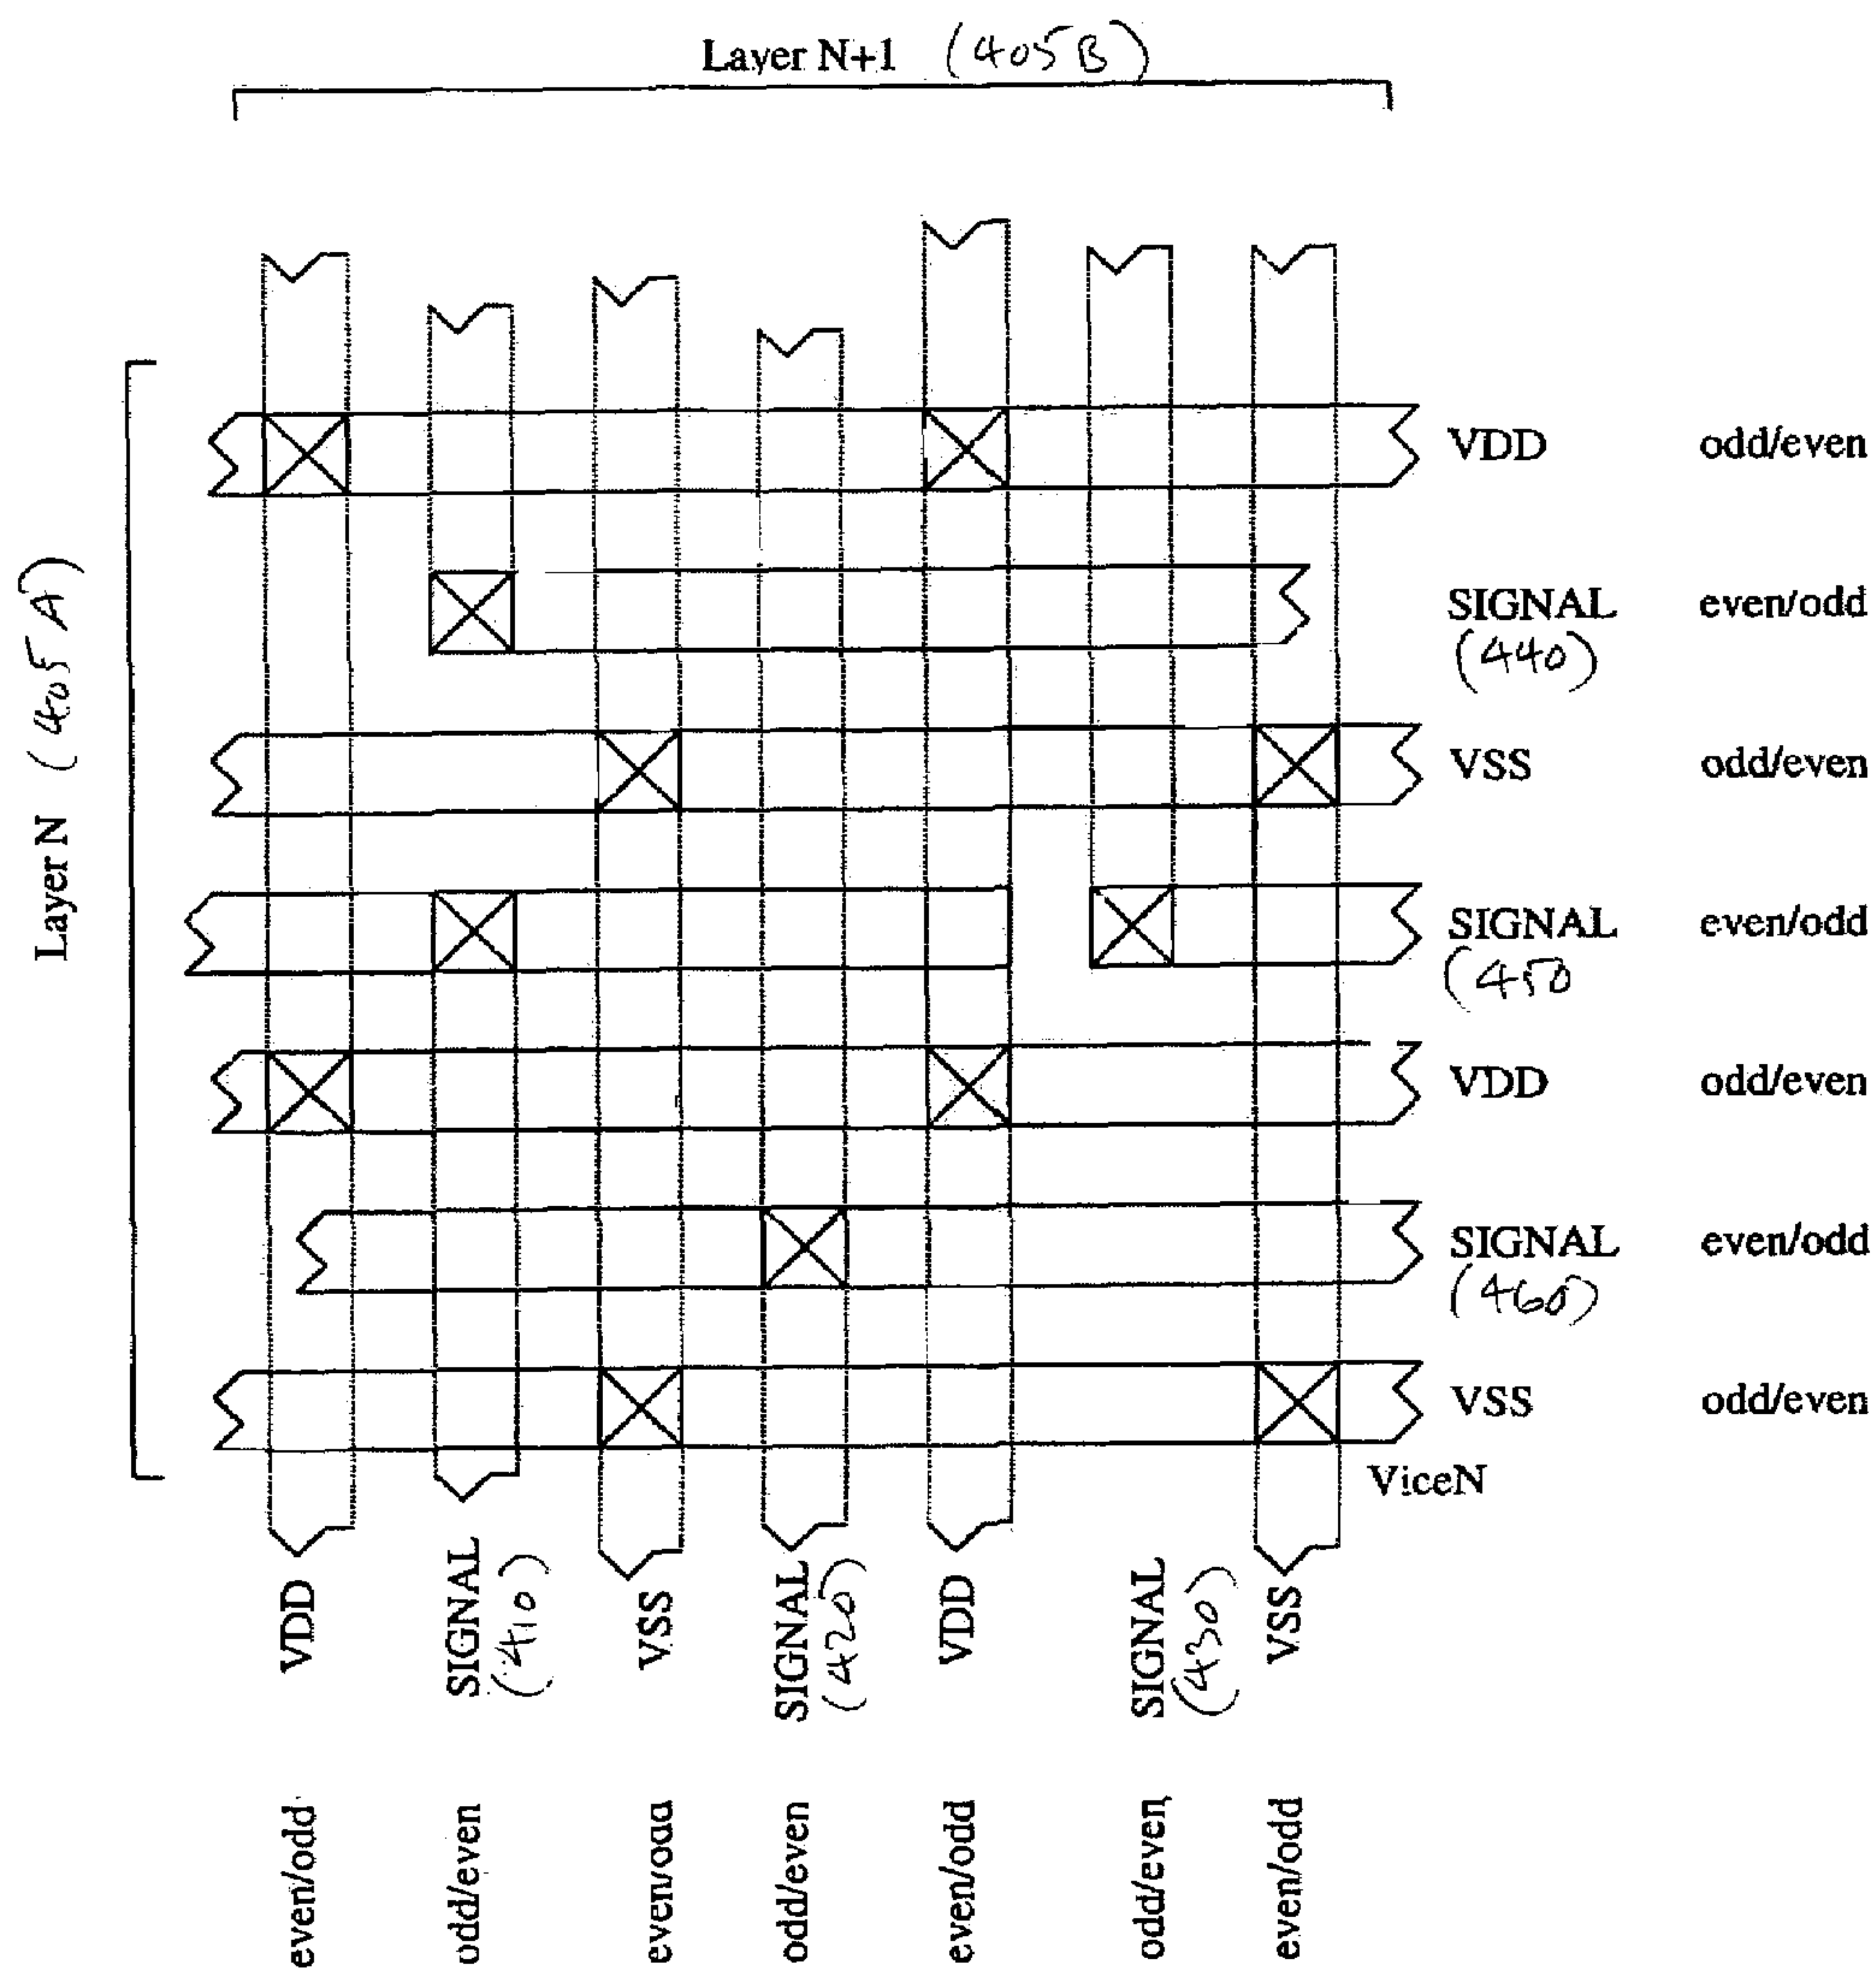 Layer N+1 (405B)
Layer N (405A)
VDD odd/even
SIGNAL even/odd
(440)
VSS odd/even
SIGNAL even/odd
(450
VDD odd/even
SIGNAL even/odd
(460)
VSS odd/even
ViceN
VDD
SIGNAL
(410)
VSS
SIGNAL
(420)
VDD
SIGNAL
(430)
VSS
even/odd
odd/even
even/odd
odd/even
even/odd
odd/even
even/odd